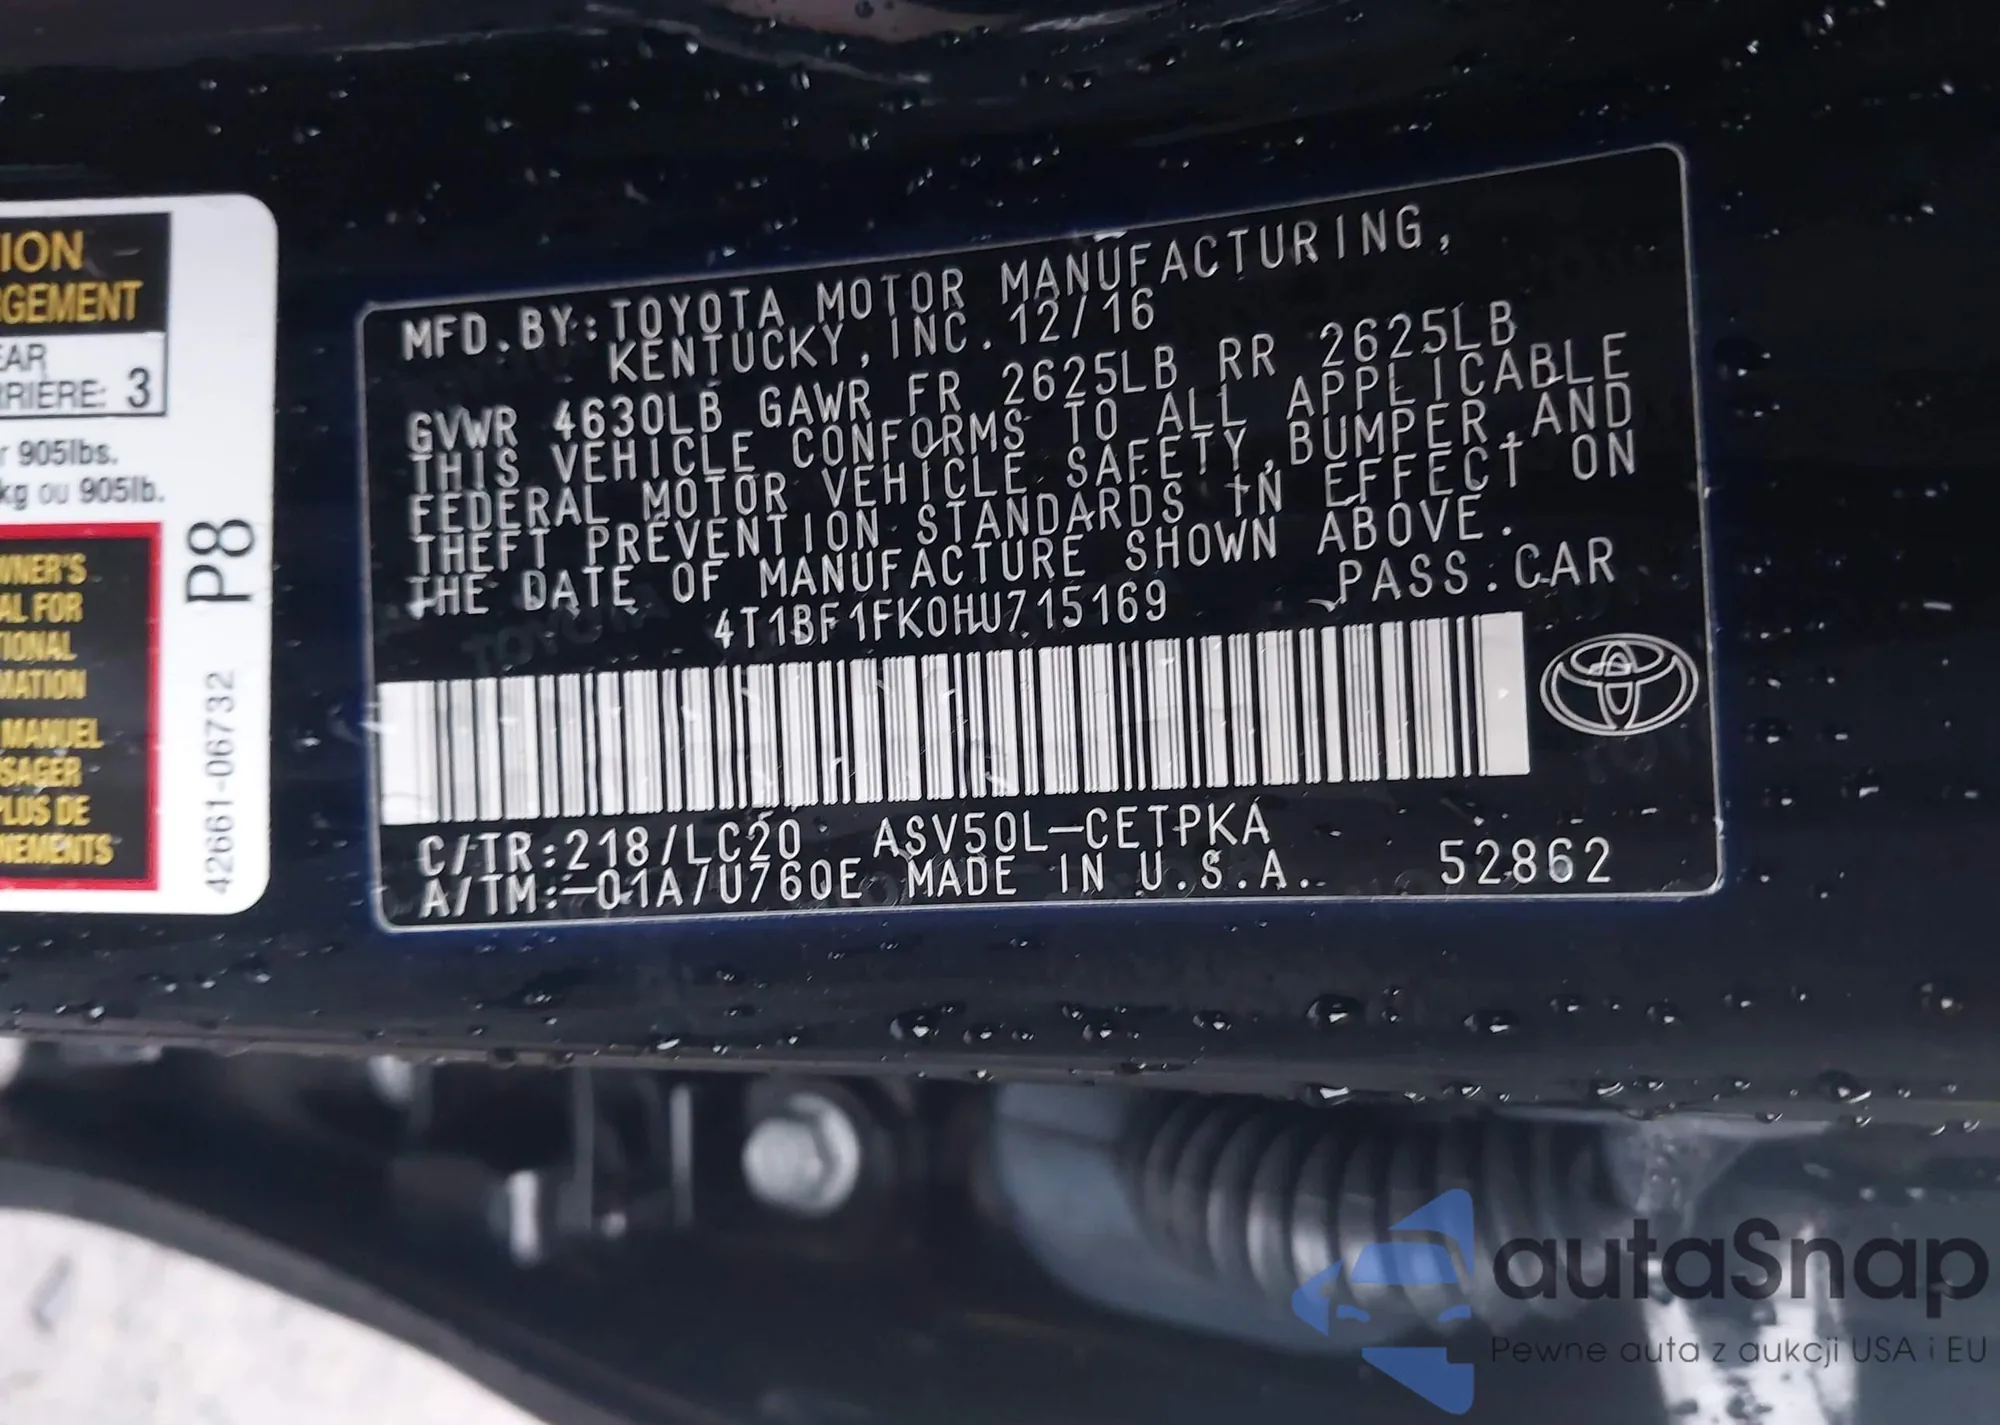 ION
GEMENT
EAR
RRIÈRE: 3
r 905lbs.
kg ou 905lb.
WNER'S
AL FOR
TIONAL
MATION
MANUEL
SAGER
PLUS DE
NEMENTS
P8
42661-06732
MFD.BY:TOYOTA MOTOR MANUFACTURING,
KENTUCKY,INC.12/16
GVWR 4630LB GAWR FR 2625LB RR 2625LB
THIS VEHICLE CONFORMS TO ALL APPLICABLE
FEDERAL MOTOR VEHICLE SAFETY,BUMPER,AND
THEFT PREVENTION STANDARDS IN EFFECT ON
THE DATE OF MANUFACTURE SHOWN ABOVE.
4T1BF1FK0HU715169 PASS.CAR
C/TR:218/LC20 ASV50L-CETPKA
A/TM:-01A/U760E MADE IN U.S.A. 52862
autaSnap
Pewne auta z aukcji USA i EU